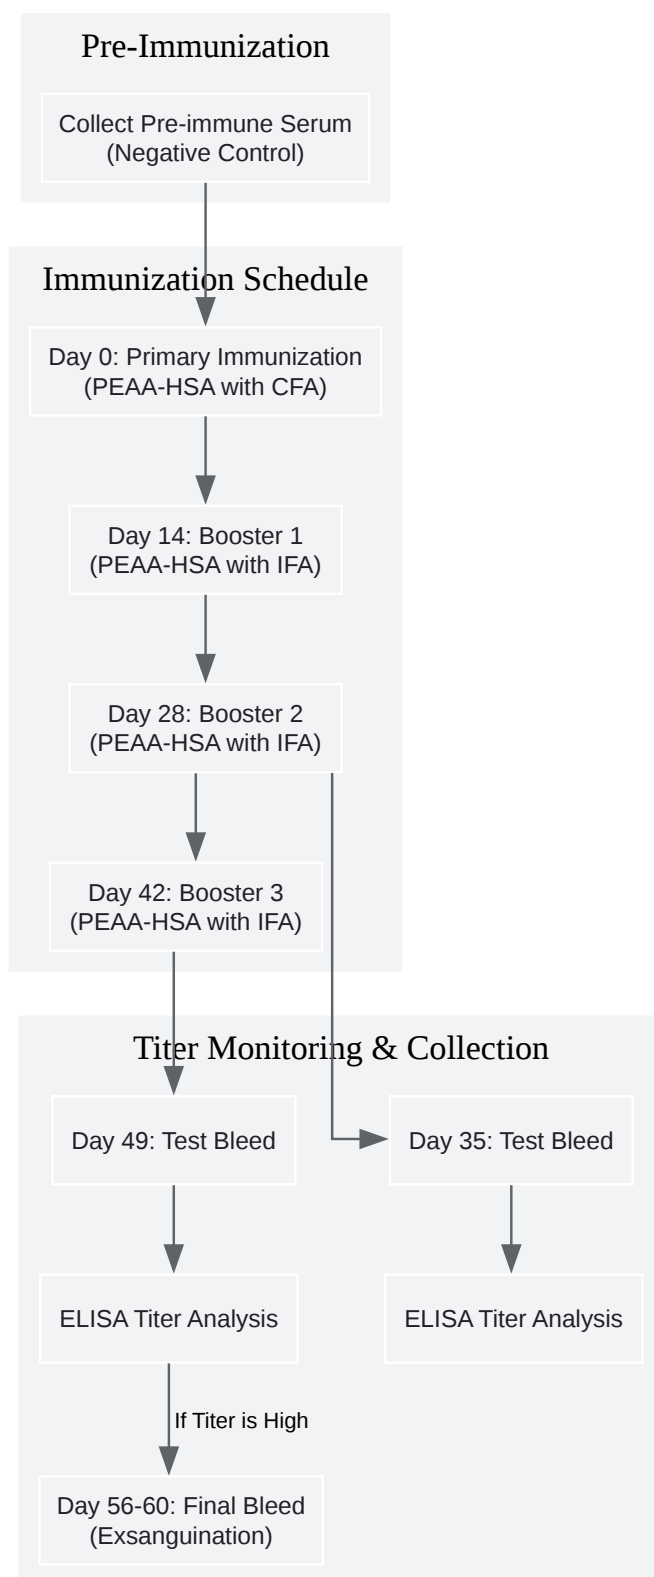 Pre-Immunization
Collect Pre-immune Serum
(Negative Control)
Immunization Schedule
Day 0: Primary Immunization
(PEAA-HSA with CFA)
Day 14: Booster 1
(PEAA-HSA with IFA)
Day 28: Booster 2
(PEAA-HSA with IFA)
Day 42: Booster 3
(PEAA-HSA with IFA)
Titer Monitoring & Collection
Day 49: Test Bleed
Day 35: Test Bleed
ELISA Titer Analysis
ELISA Titer Analysis
If Titer is High
Day 56-60: Final Bleed
(Exsanguination)